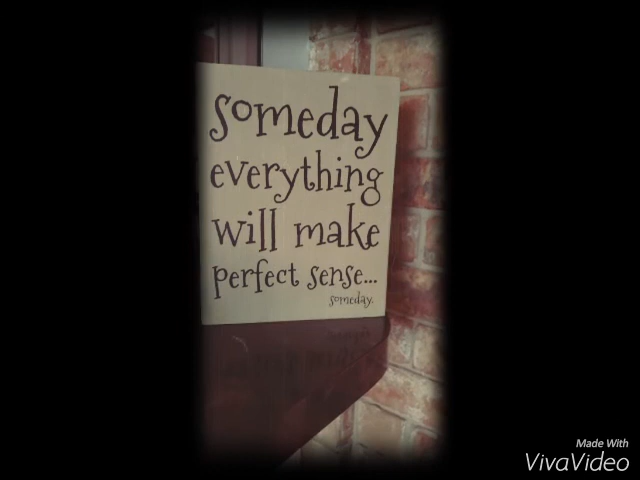 someday
everything
will make
perfect sense...
someday.
Made With
VivaVideo